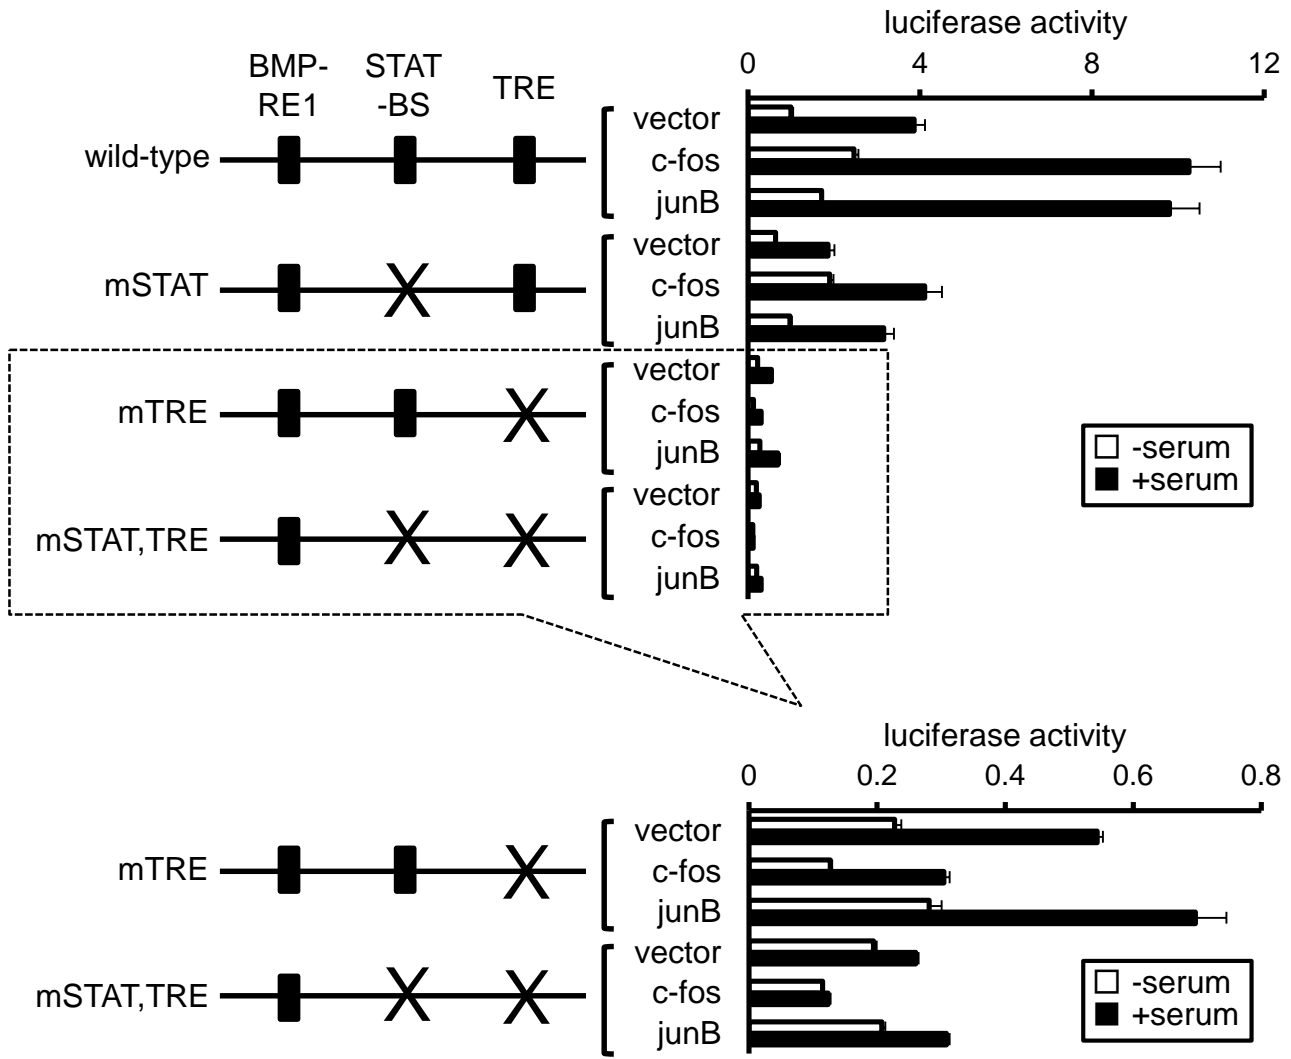 luciferase activity
0 4 8 12
BMP-
RE1
STAT
-BS
TRE
wild-type
vector
c-fos
junB
mSTAT
vector
c-fos
junB
mTRE
vector
c-fos
junB
mSTAT,TRE
vector
c-fos
junB
-serum
+serum
luciferase activity
0 0.2 0.4 0.6 0.8
mTRE
vector
c-fos
junB
mSTAT,TRE
vector
c-fos
junB
-serum
+serum